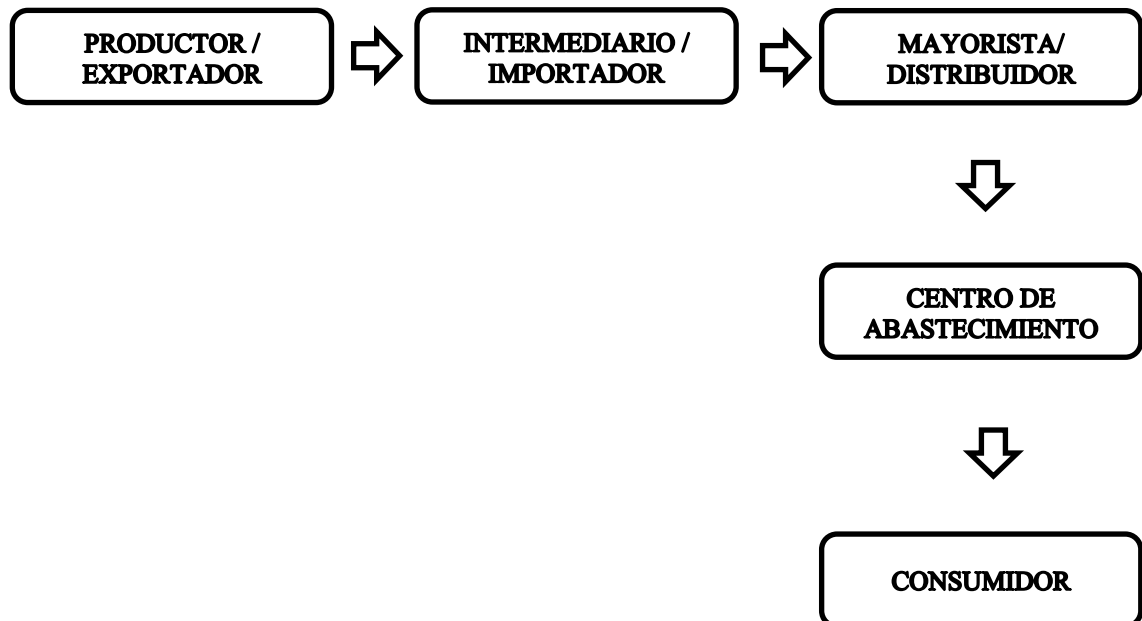 PRODUCTOR /
EXPORTADOR
INTERMEDIARIO /
IMPORTADOR
MAYORISTA/
DISTRIBUIDOR
CENTRO DE
ABASTECIMIENTO
CONSUMIDOR